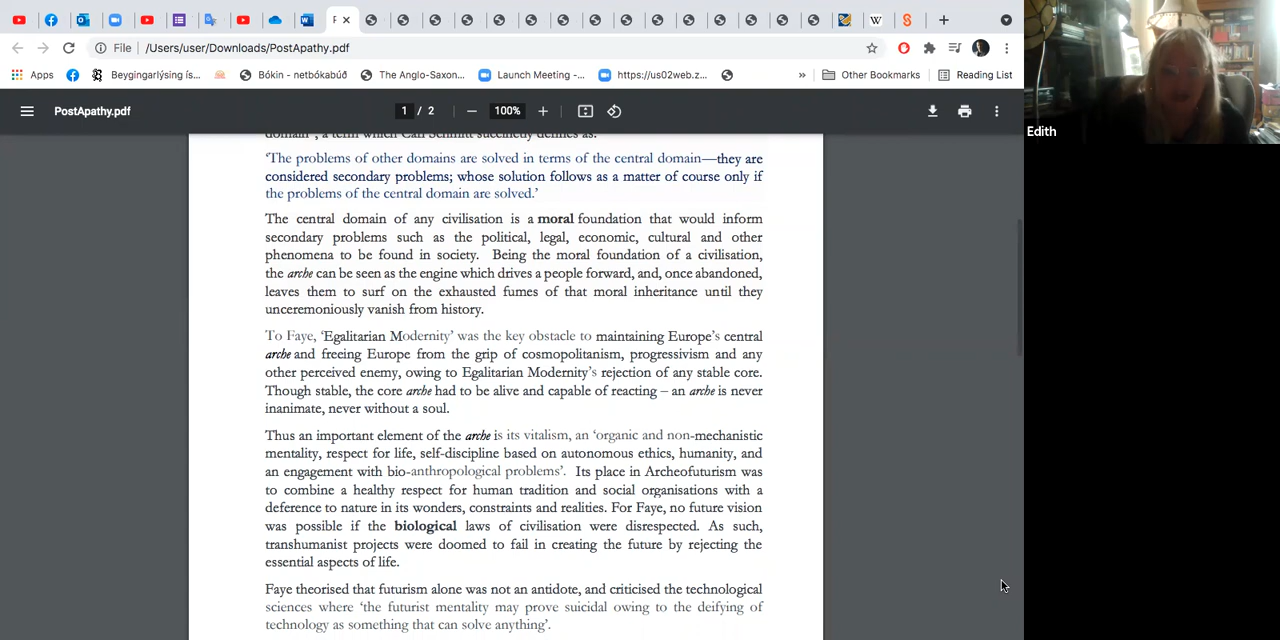 File
/Users/user/Downloads/PostApathy.pdf
Apps
Beygingarlýsing ís...
Bókin - netbókabúð
The Anglo-Saxon...
Launch Meeting -...
https://us02web.z...
»
Other Bookmarks
Reading List
PostApathy.pdf
1 / 2
100%
Edith
domain', a term which Carl Schmitt succinctly defines as:
'The problems of other domains are solved in terms of the central domain—they are
considered secondary problems; whose solution follows as a matter of course only if
the problems of the central domain are solved.'
The central domain of any civilisation is a moral foundation that would inform
secondary problems such as the political, legal, economic, cultural and other
phenomena to be found in society. Being the moral foundation of a civilisation,
the arche can be seen as the engine which drives a people forward, and, once abandoned,
leaves them to surf on the exhausted fumes of that moral inheritance until they
unceremoniously vanish from history.
To Faye, 'Egalitarian Modernity' was the key obstacle to maintaining Europe's central
arche and freeing Europe from the grip of cosmopolitanism, progressivism and any
other perceived enemy, owing to Egalitarian Modernity's rejection of any stable core.
Though stable, the core arche had to be alive and capable of reacting – an arche is never
inanimate, never without a soul.
Thus an important element of the arche is its vitalism, an 'organic and non-mechanistic
mentality, respect for life, self-discipline based on autonomous ethics, humanity, and
an engagement with bio-anthropological problems'. Its place in Archeofuturism was
to combine a healthy respect for human tradition and social organisations with a
deference to nature in its wonders, constraints and realities. For Faye, no future vision
was possible if the biological laws of civilisation were disrespected. As such,
transhumanist projects were doomed to fail in creating the future by rejecting the
essential aspects of life.
Faye theorised that futurism alone was not an antidote, and criticised the technological
sciences where 'the futurist mentality may prove suicidal owing to the deifying of
technology as something that can solve anything'.